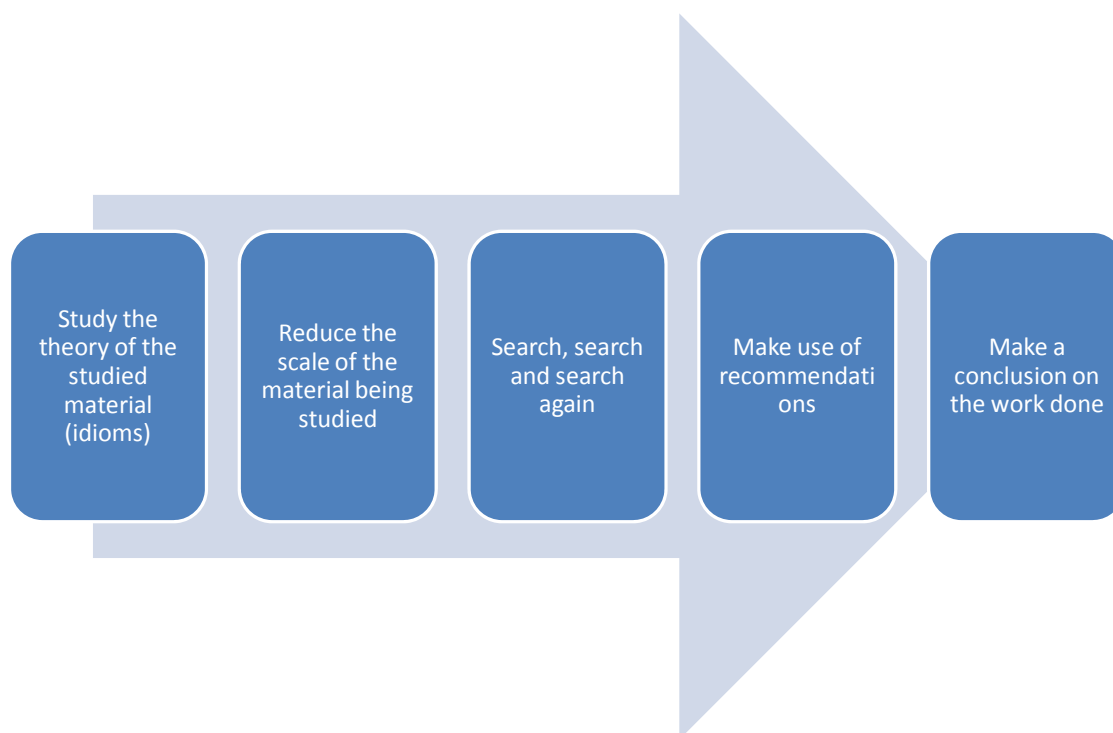 Study the
theory of the
studied
material
(idioms)
Reduce the
scale of the
material being
studied
Search, search
and search
again
Make use of
recommendati
ons
Make a
conclusion on
the work done